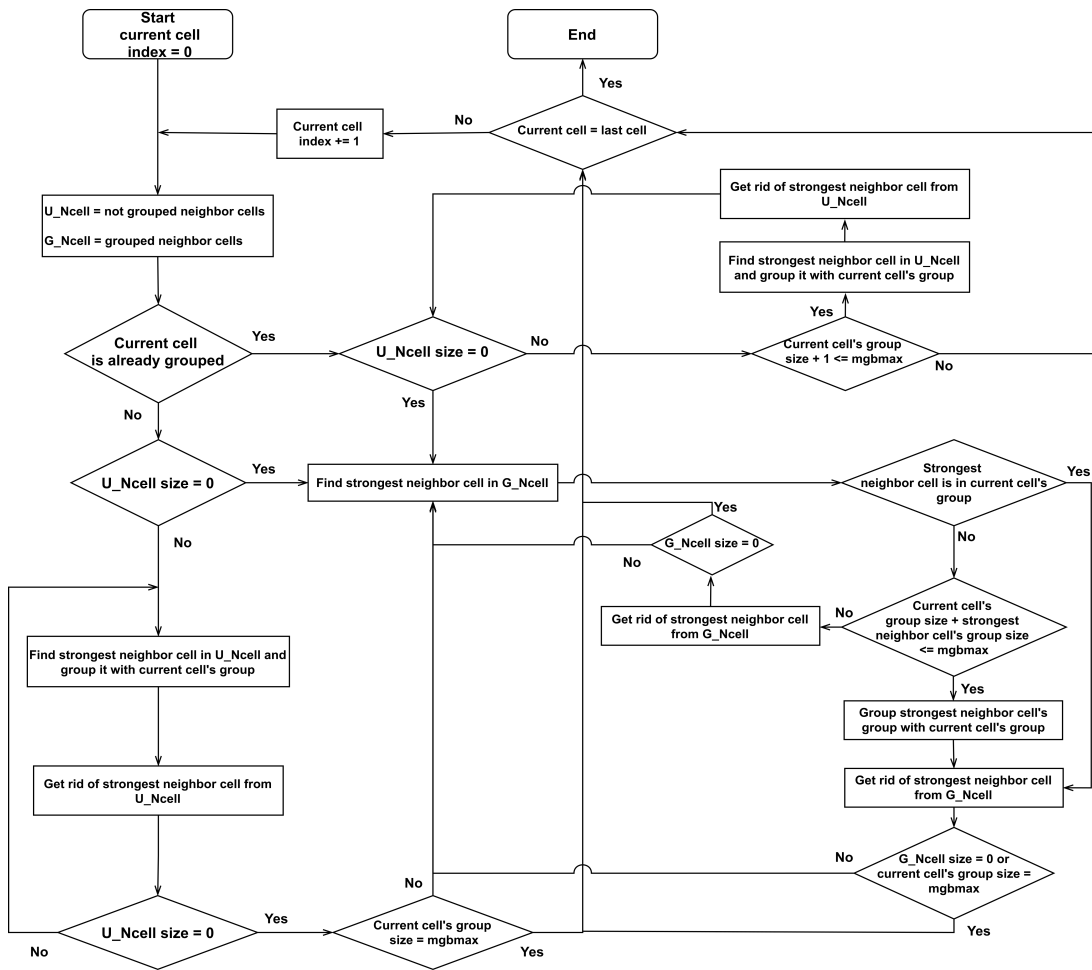 Start
current cell
index = 0
End
Yes
No
Current cell
index += 1
Current cell = last cell
U_Ncell = not grouped neighbor cells
G_Ncell = grouped neighbor cells
Get rid of strongest neighbor cell from
U_Ncell
Find strongest neighbor cell in U_Ncell
and group it with current cell's group
Yes
Current cell
is already grouped
Yes
U_Ncell size = 0
No
Current cell's group
size + 1 <= mgbmax
No
No
Yes
U_Ncell size = 0
Yes
Find strongest neighbor cell in G_Ncell
Strongest
neighbor cell is in current cell's
group
Yes
No
Yes
G_Ncell size = 0
No
No
Get rid of strongest neighbor cell
from G_Ncell
No
Current cell's
group size + strongest
neighbor cell's group size
<= mgbmax
Yes
Find strongest neighbor cell in U_Ncell and
group it with current cell's group
Group strongest neighbor cell's
group with current cell's group
Get rid of strongest neighbor cell from
U_Ncell
Get rid of strongest neighbor cell
from G_Ncell
No
G_Ncell size = 0 or
current cell's group size =
mgbmax
Yes
U_Ncell size = 0
No
Yes
No
Current cell's group
size = mgbmax
Yes